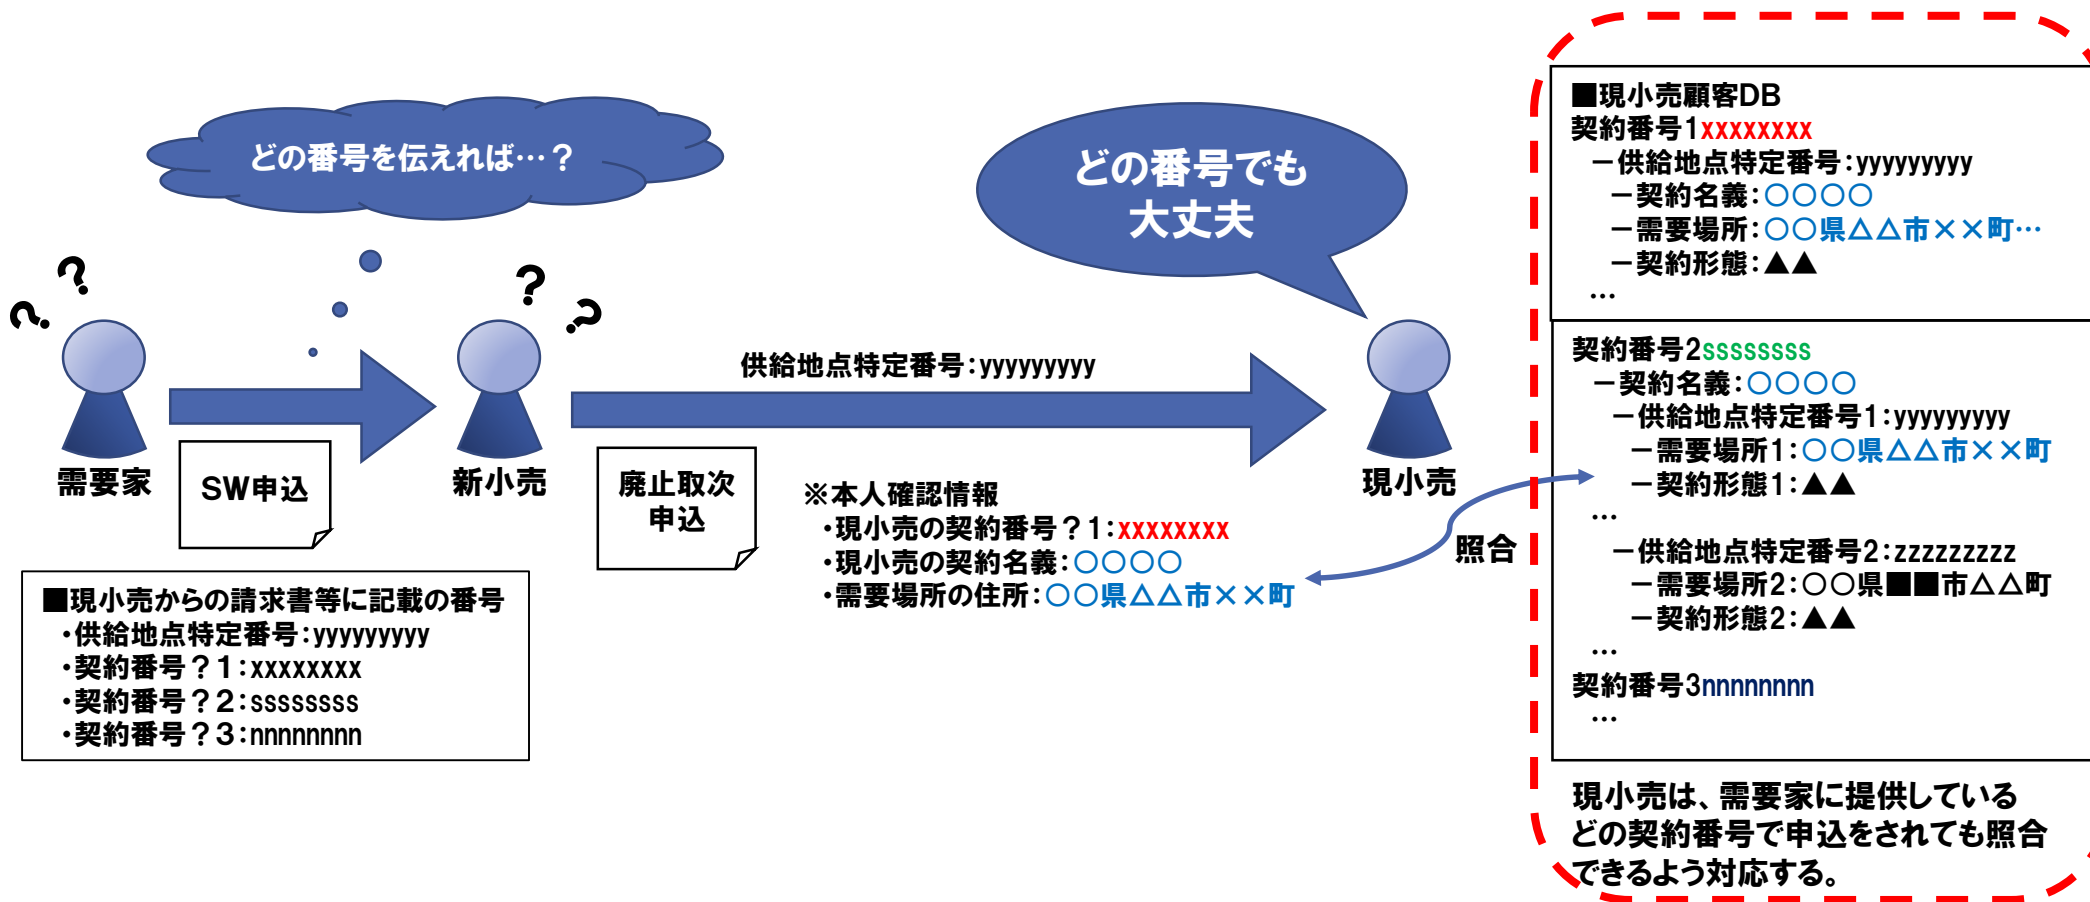 どの番号を伝えれば…？
どの番号でも
大丈夫
？
？
？
？
需要家
SW申込
新小売
供給地点特定番号：yyyyyyyyy
廃止取次
申込
現小売
※本人確認情報
・現小売の契約番号？1：xxxxxxxx
・現小売の契約名義：〇〇〇〇
・需要場所の住所：〇〇県△△市××町
照合
■現小売からの請求書等に記載の番号
・供給地点特定番号：yyyyyyyyy
・契約番号？１：xxxxxxxx
・契約番号？２：ssssssss
・契約番号？３：nnnnnnnn
■現小売顧客DB
契約番号1xxxxxxxx
－供給地点特定番号：yyyyyyyyy
－契約名義：〇〇〇〇
－需要場所：〇〇県△△市××町…
－契約形態：▲▲
…
契約番号2ssssssss
－契約名義：〇〇〇〇
－供給地点特定番号1：yyyyyyyyy
－需要場所1：〇〇県△△市××町
－契約形態1：▲▲
…
－供給地点特定番号2：zzzzzzzzz
－需要場所2：〇〇県■■市△△町
－契約形態2：▲▲
…
契約番号3nnnnnnnn
…
現小売は、需要家に提供している
どの契約番号で申込をされても照合
できるよう対応する。